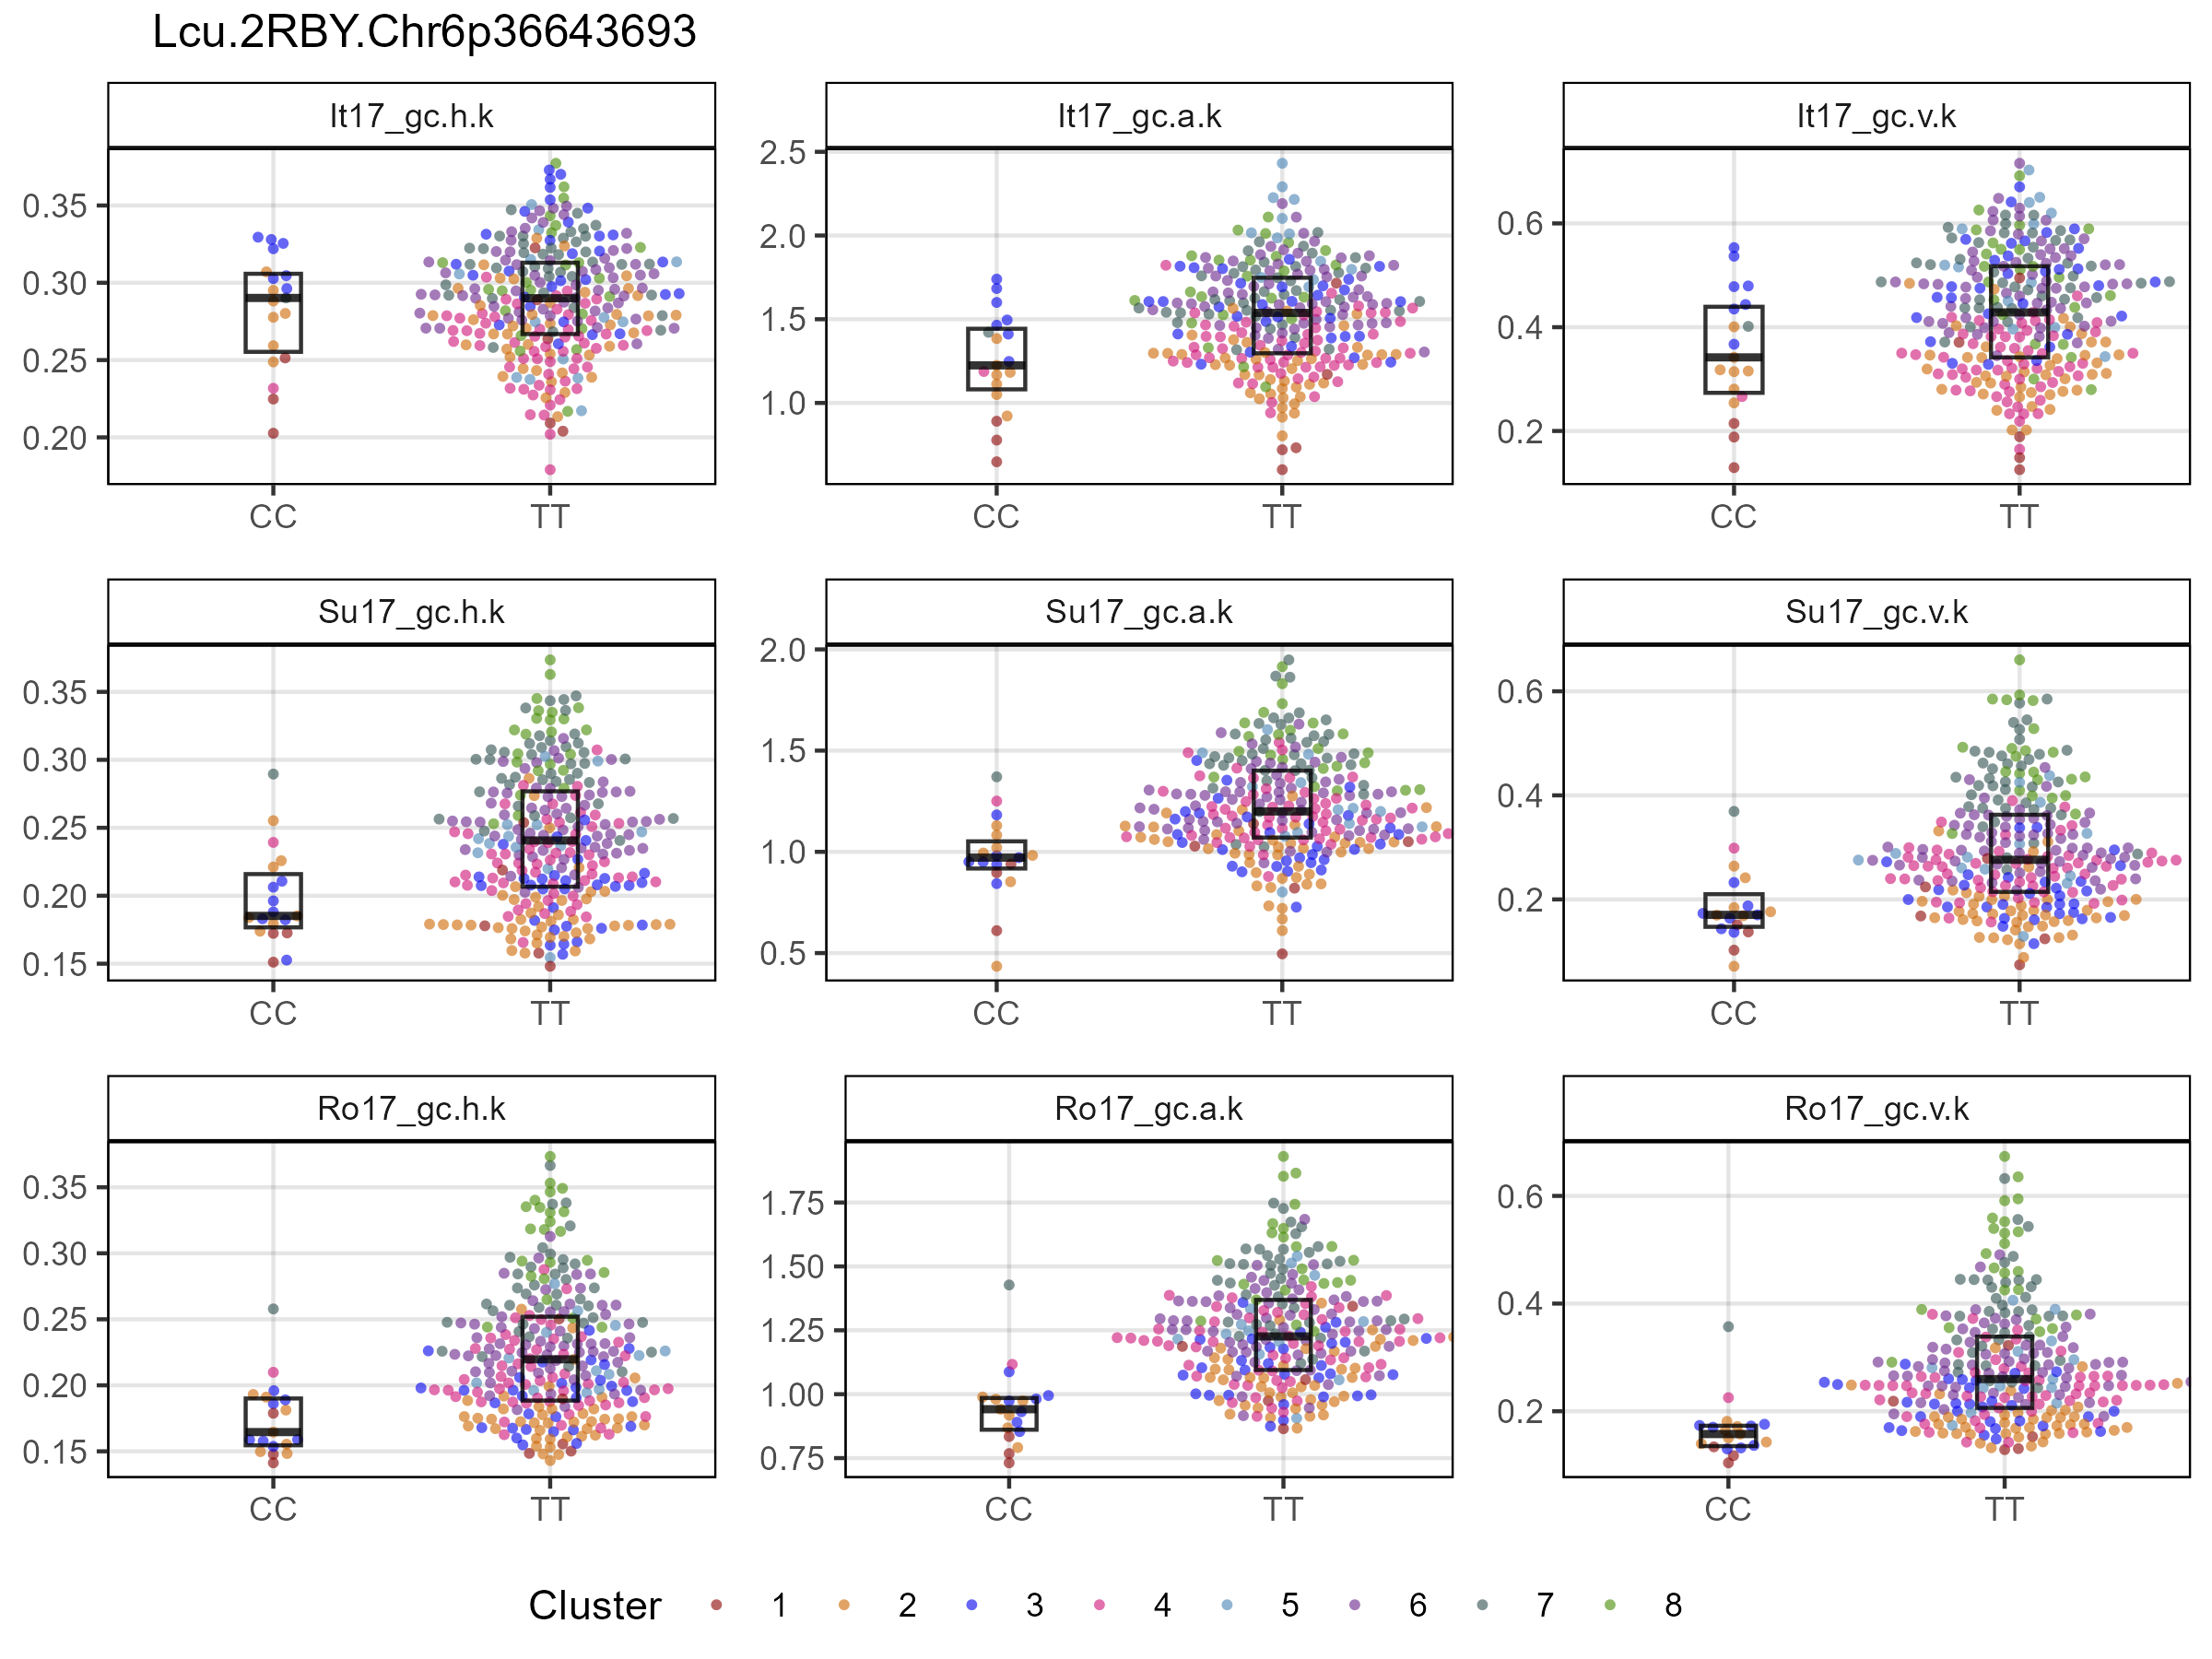 Lcu.2RBY.Chr6p36643693
It17_gc.h.k It17_gc.a.k It17_gc.v.k
0.35 0.30 0.25 0.20
2.5 2.0 1.5 1.0
0.6 0.4 0.2
CC TT CC TT CC TT
Su17_gc.h.k Su17_gc.a.k Su17_gc.v.k
0.35 0.30 0.25 0.20 0.15
2.0 1.5 1.0 0.5
0.6 0.4 0.2
CC TT CC TT CC TT
Ro17_gc.h.k Ro17_gc.a.k Ro17_gc.v.k
0.35 0.30 0.25 0.20 0.15
1.75 1.50 1.25 1.00 0.75
0.6 0.4 0.2
CC TT CC TT CC TT
Cluster 1 2 3 4 5 6 7 8